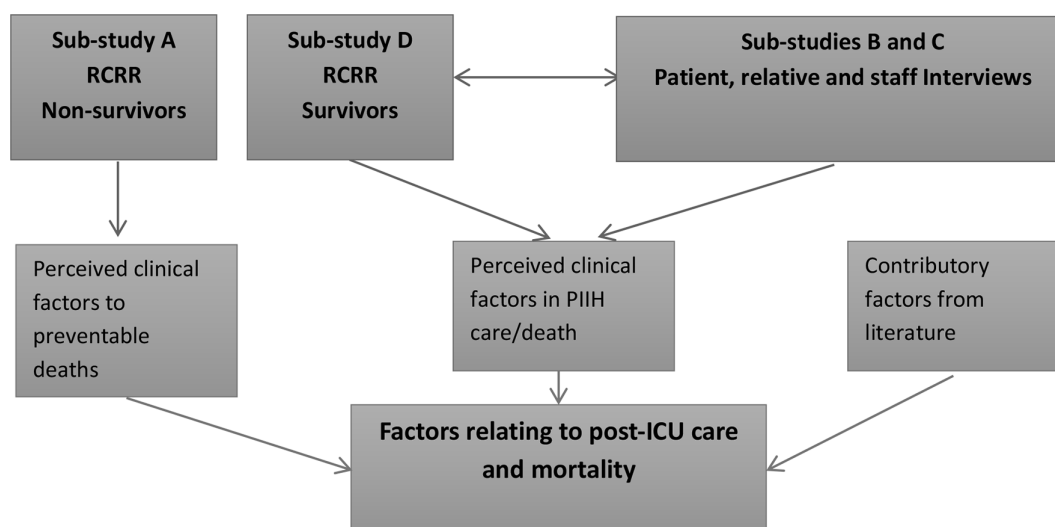 Sub-study A
RCRR
Non-survivors
Sub-study D
RCRR
Survivors
Sub-studies B and C
Patient, relative and staff Interviews
Perceived clinical
factors to
preventable
deaths
Perceived clinical
factors in PIIH
care/death
Contributory
factors from
literature
Factors relating to post-ICU care
and mortality